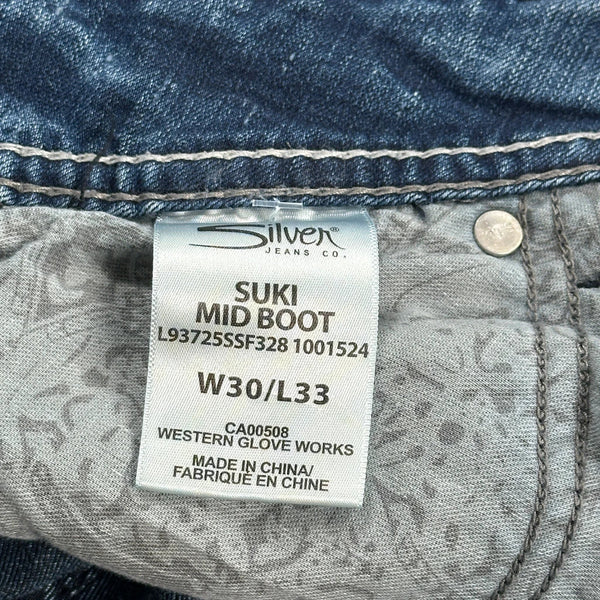 Silver®
JEANS CO.
SUKI
MID BOOT
L93725SSF328 1001524
W30/L33
CA00508
WESTERN GLOVE WORKS
MADE IN CHINA/
FABRIQUÉ EN CHINE